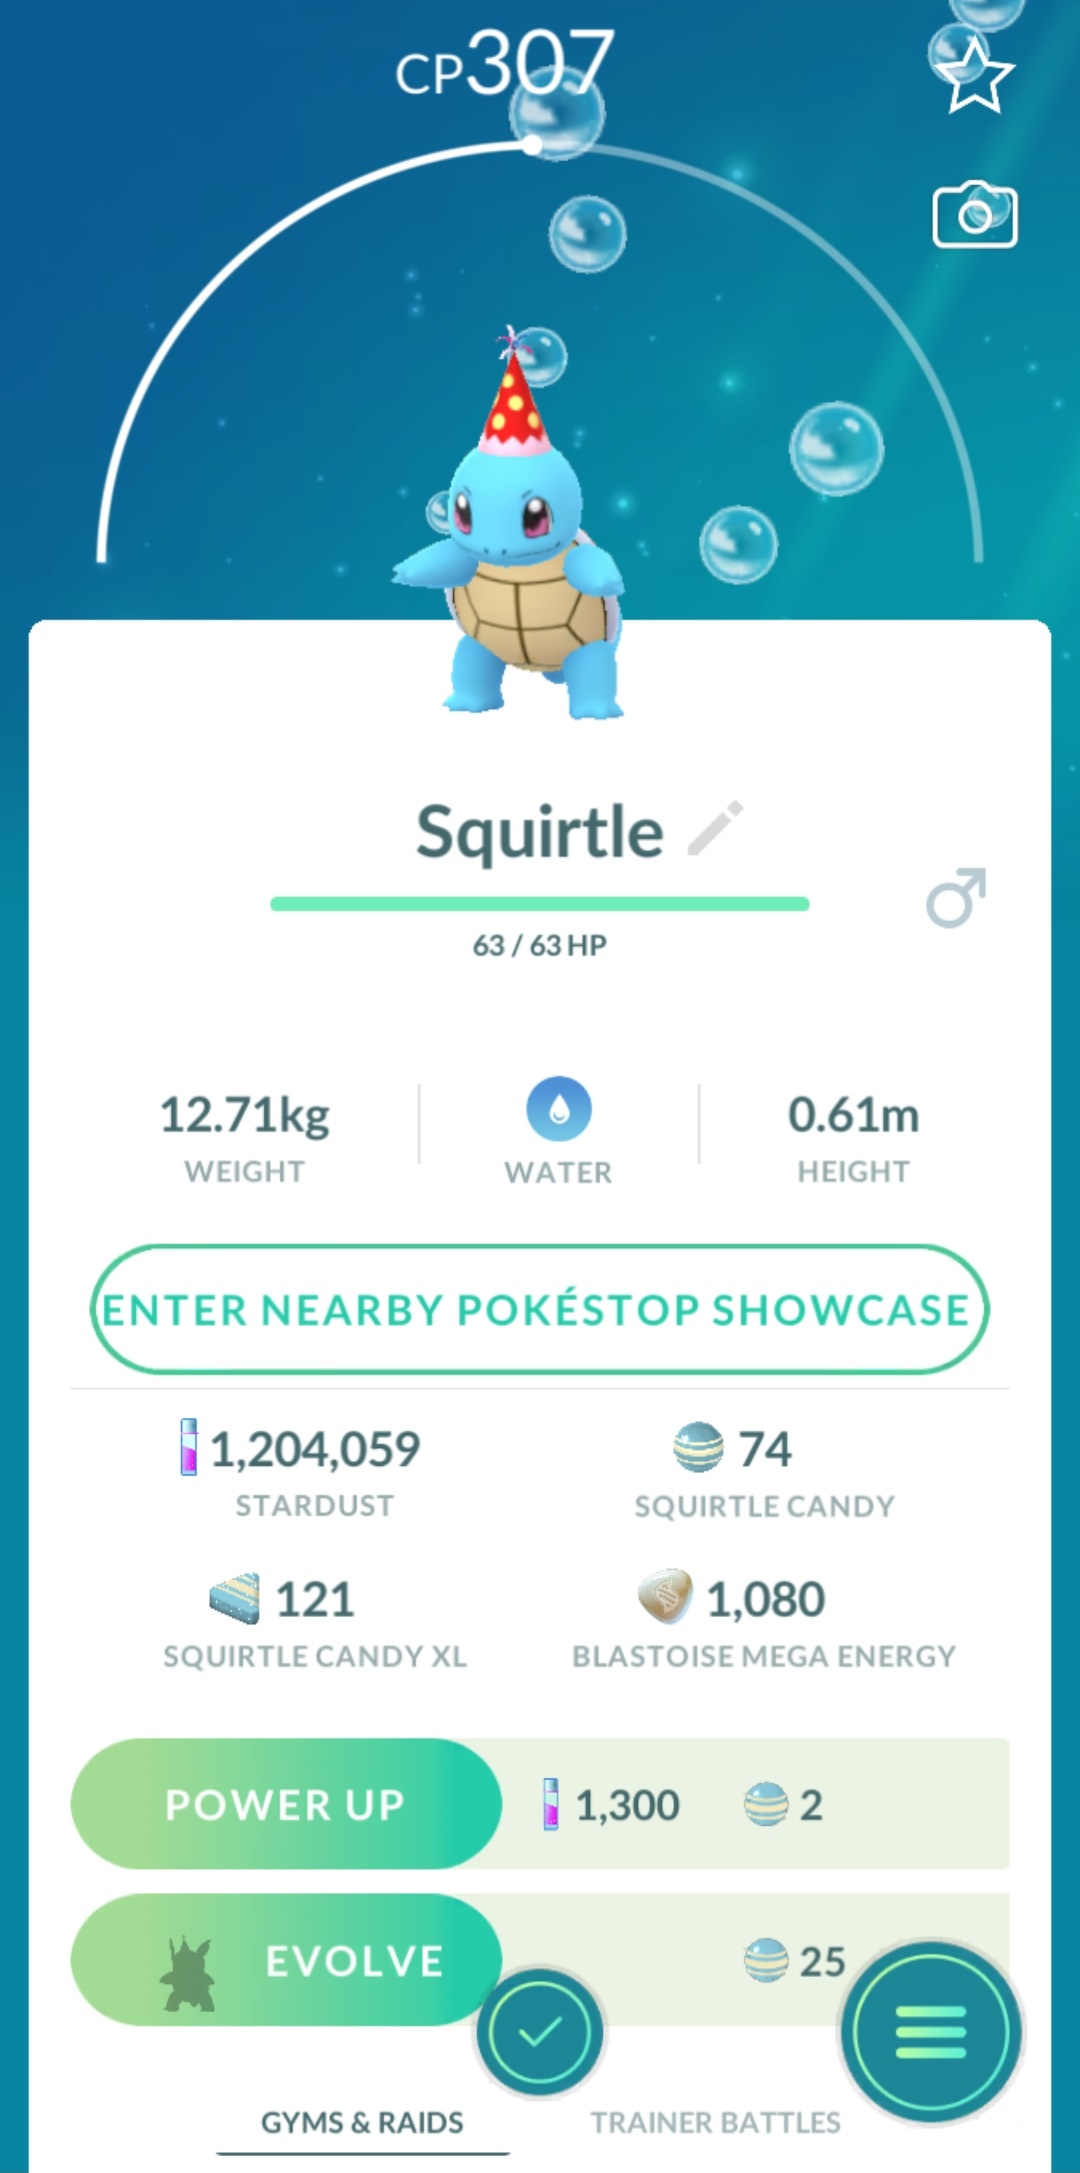 CP307
Squirtle
63 / 63 HP
12.71kg
WEIGHT
WATER
0.61m
HEIGHT
ENTER NEARBY POKÉSTOP SHOWCASE
1,204,059
STARDUST
74
SQUIRTLE CANDY
121
SQUIRTLE CANDY XL
1,080
BLASTOISE MEGA ENERGY
POWER UP 1,300 2
EVOLVE 25
GYMS & RAIDS TRAINER BATTLES